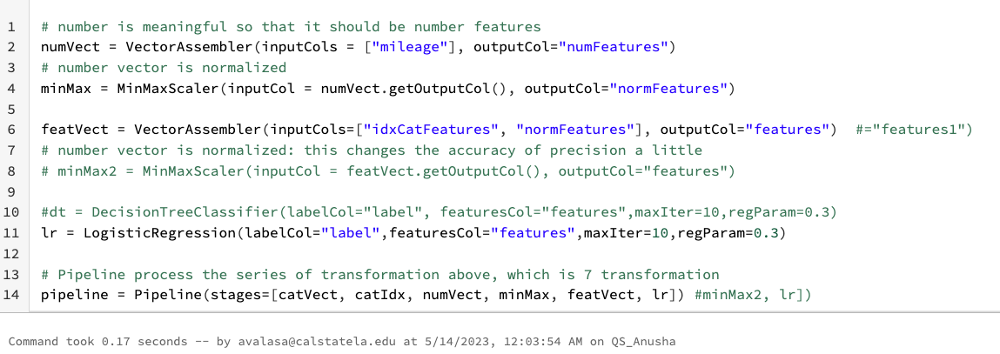 1 # number is meaningful so that it should be number features
2 numVect = VectorAssembler(inputCols = ["mileage"], outputCol="numFeatures")
3 # number vector is normalized
4 minMax = MinMaxScaler(inputCol = numVect.getOutputCol(), outputCol="normFeatures")
5
6 featVect = VectorAssembler(inputCols=["idxCatFeatures", "normFeatures"], outputCol="features")  #="features1")
7 # number vector is normalized: this changes the accuracy of precision a little
8 # minMax2 = MinMaxScaler(inputCol = featVect.getOutputCol(), outputCol="features")
9
10 #dt = DecisionTreeClassifier(labelCol="label", featuresCol="features",maxIter=10,regParam=0.3)
11 lr = LogisticRegression(labelCol="label",featuresCol="features",maxIter=10,regParam=0.3)
12
13 # Pipeline process the series of transformation above, which is 7 transformation
14 pipeline = Pipeline(stages=[catVect, catIdx, numVect, minMax, featVect, lr]) #minMax2, lr])
Command took 0.17 seconds -- by avalasa@calstatela.edu at 5/14/2023, 12:03:54 AM on QS_Anusha